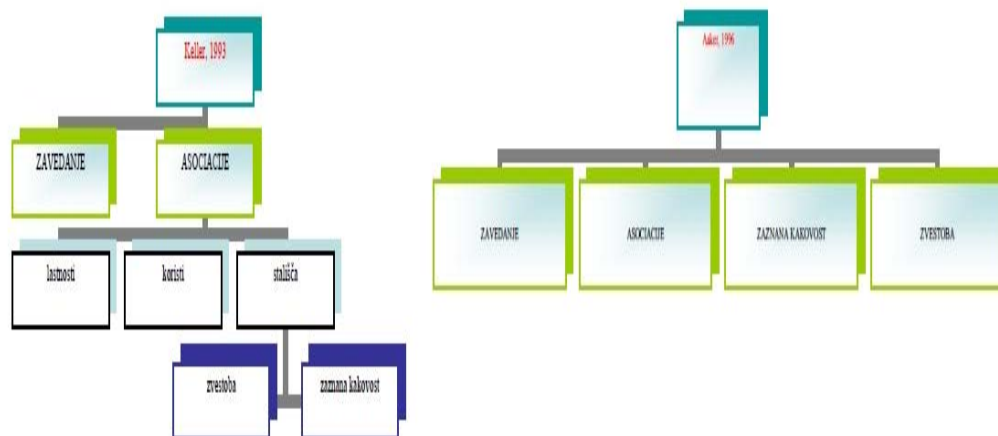 Keller, 1993
ZAVEDANJE
ASOCIACIJE
lastnosti
koristi
stališča
zvestoba
zaznana kakovost
Aaker, 1996
ZAVEDANJE
ASOCIACIJE
ZAZNANA KAKOVOST
ZVESTOBA